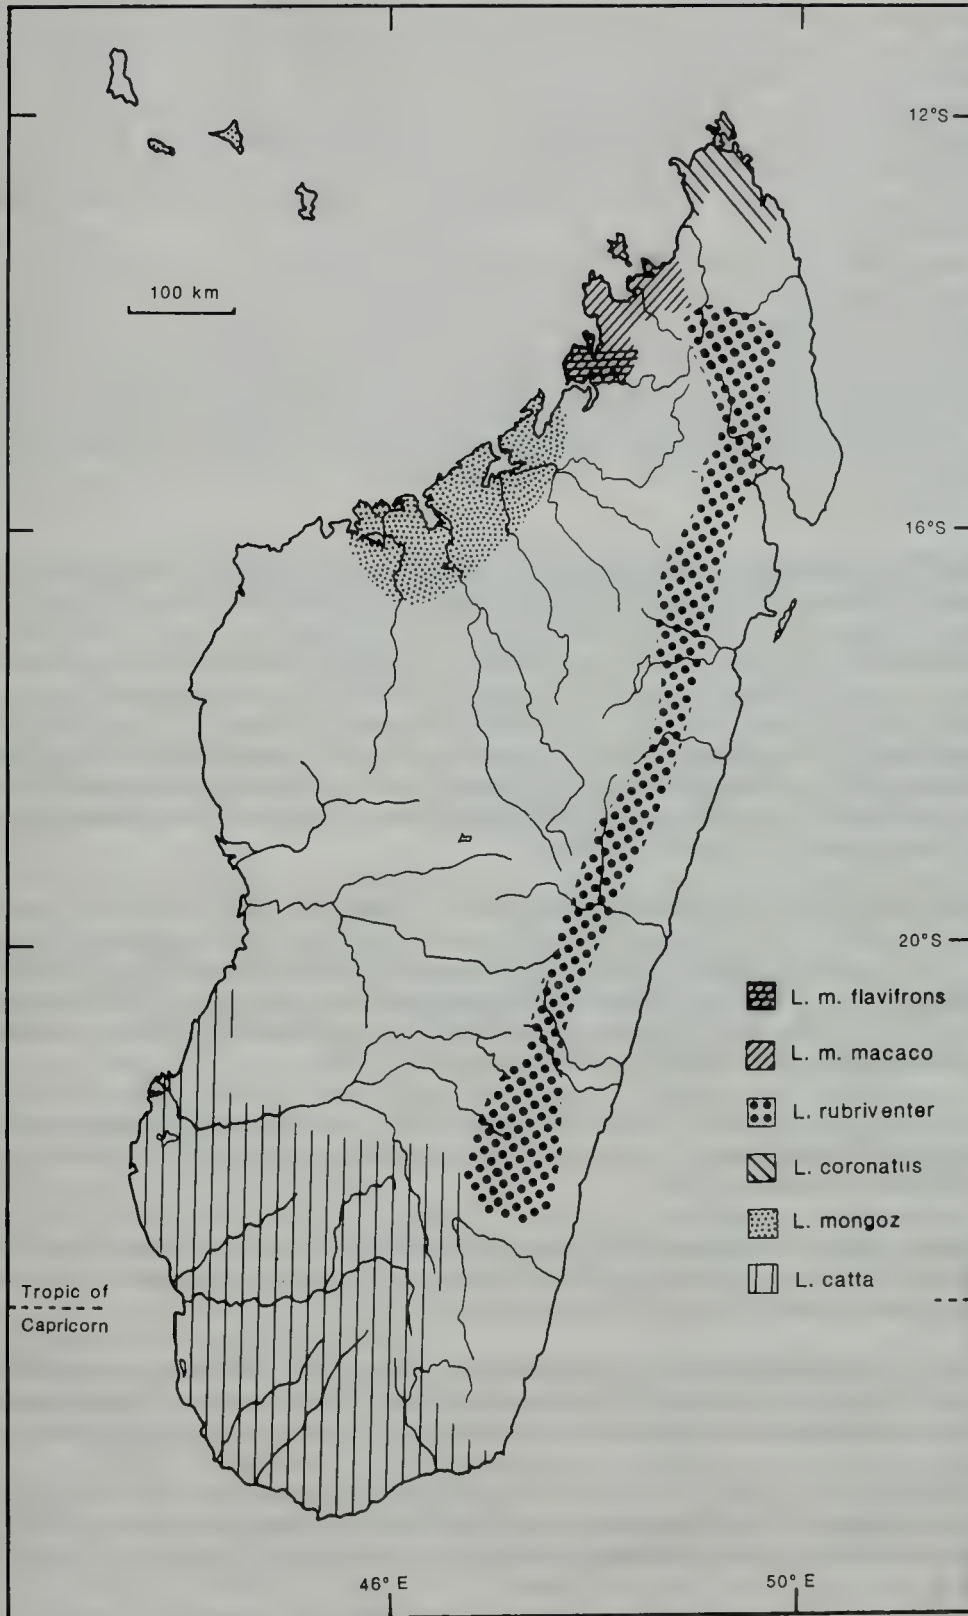 12°S
100 km
16°S
20°S
L. m. flavifrons
L. m. macaco
L. rubriventer
L. coronatus
L. mongoz
L. catta
Tropic of
Capricorn
46° E
50° E